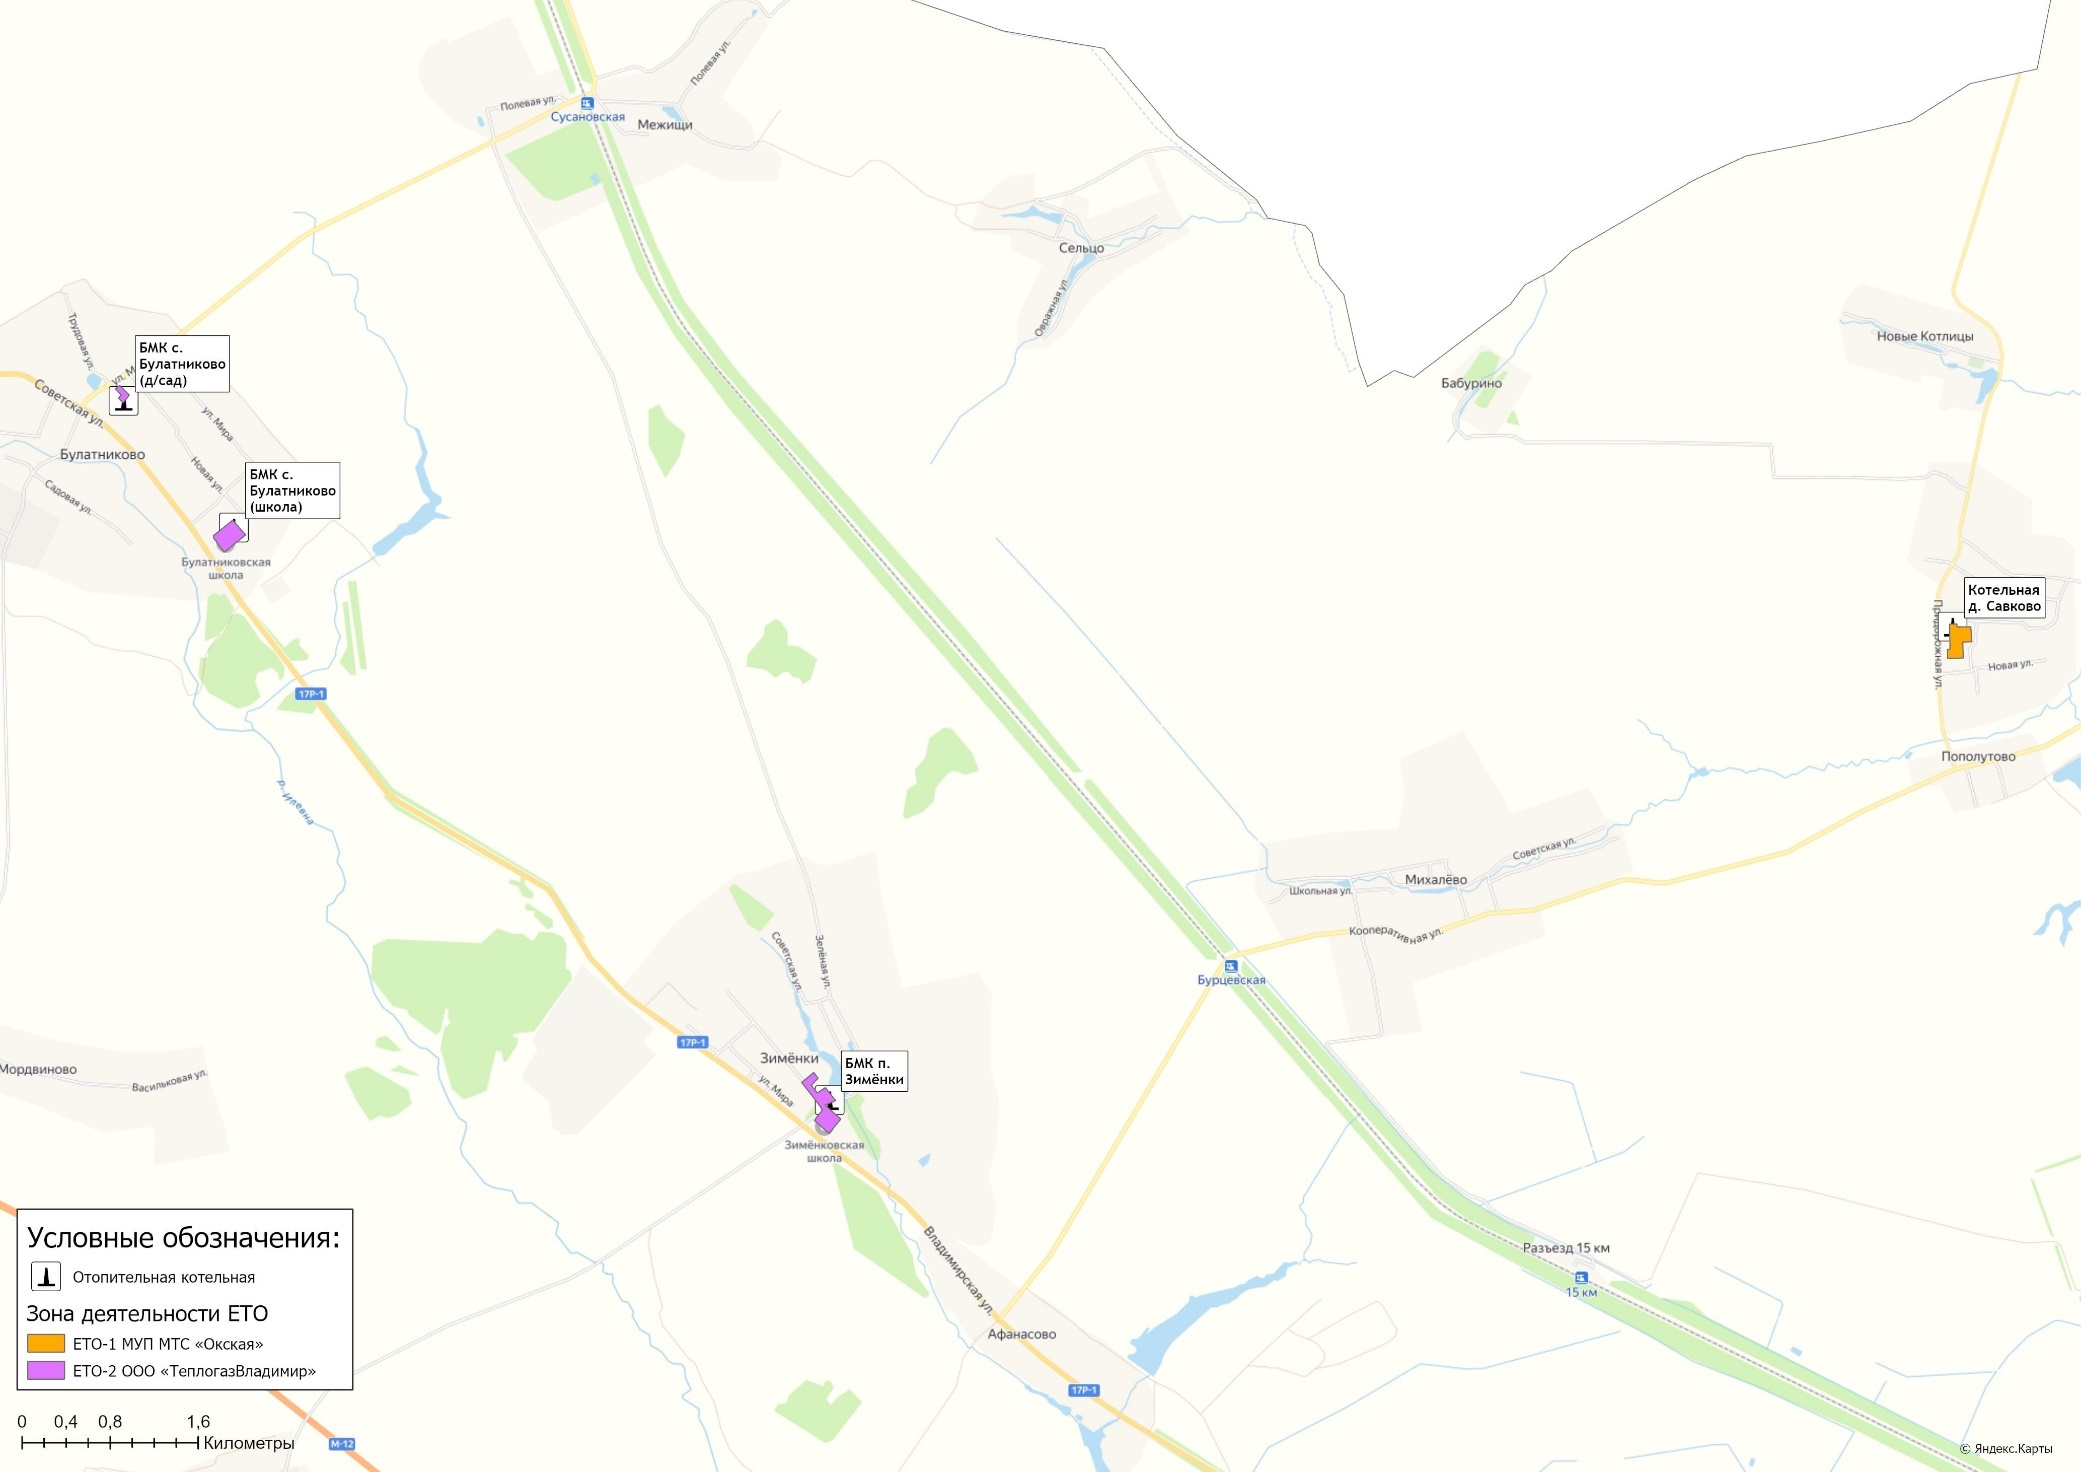 Полевая ул.
Полевая ул.
Сусановская
Межищи
Сельцо
Овражная ул.
Трудовая ул.
БМК с.
Булатниково
(д/сад)
ул. М
Советская ул.
ул. Мира
Булатниково
Новая ул.
Садовая ул.
БМК с.
Булатниково
(школа)
Булатниковская
школа
Новые Котлицы
Бабурино
Котельная
д. Савково
Придорожная ул.
Новая ул.
17Р-1
р. Илевна
Пополутово
Советская ул.
Михалёво
Школьная ул.
Кооперативная ул.
Бурцевская
Советская ул.
Зелёная ул.
17Р-1
Зимёнки
ул. Мира
БМК п.
Зимёнки
Зимёнковская
школа
Мордвиново
Васильковая ул.
Владимирская ул.
Разъезд 15 км
15 км
Афанасово
17Р-1
Условные обозначения:
Отопительная котельная
Зона деятельности ЕТО
ЕТО-1 МУП МТС «Окская»
ЕТО-2 ООО «ТеплогазВладимир»
0 0,4 0,8 1,6
Километры
М-12
© Яндекс.Карты